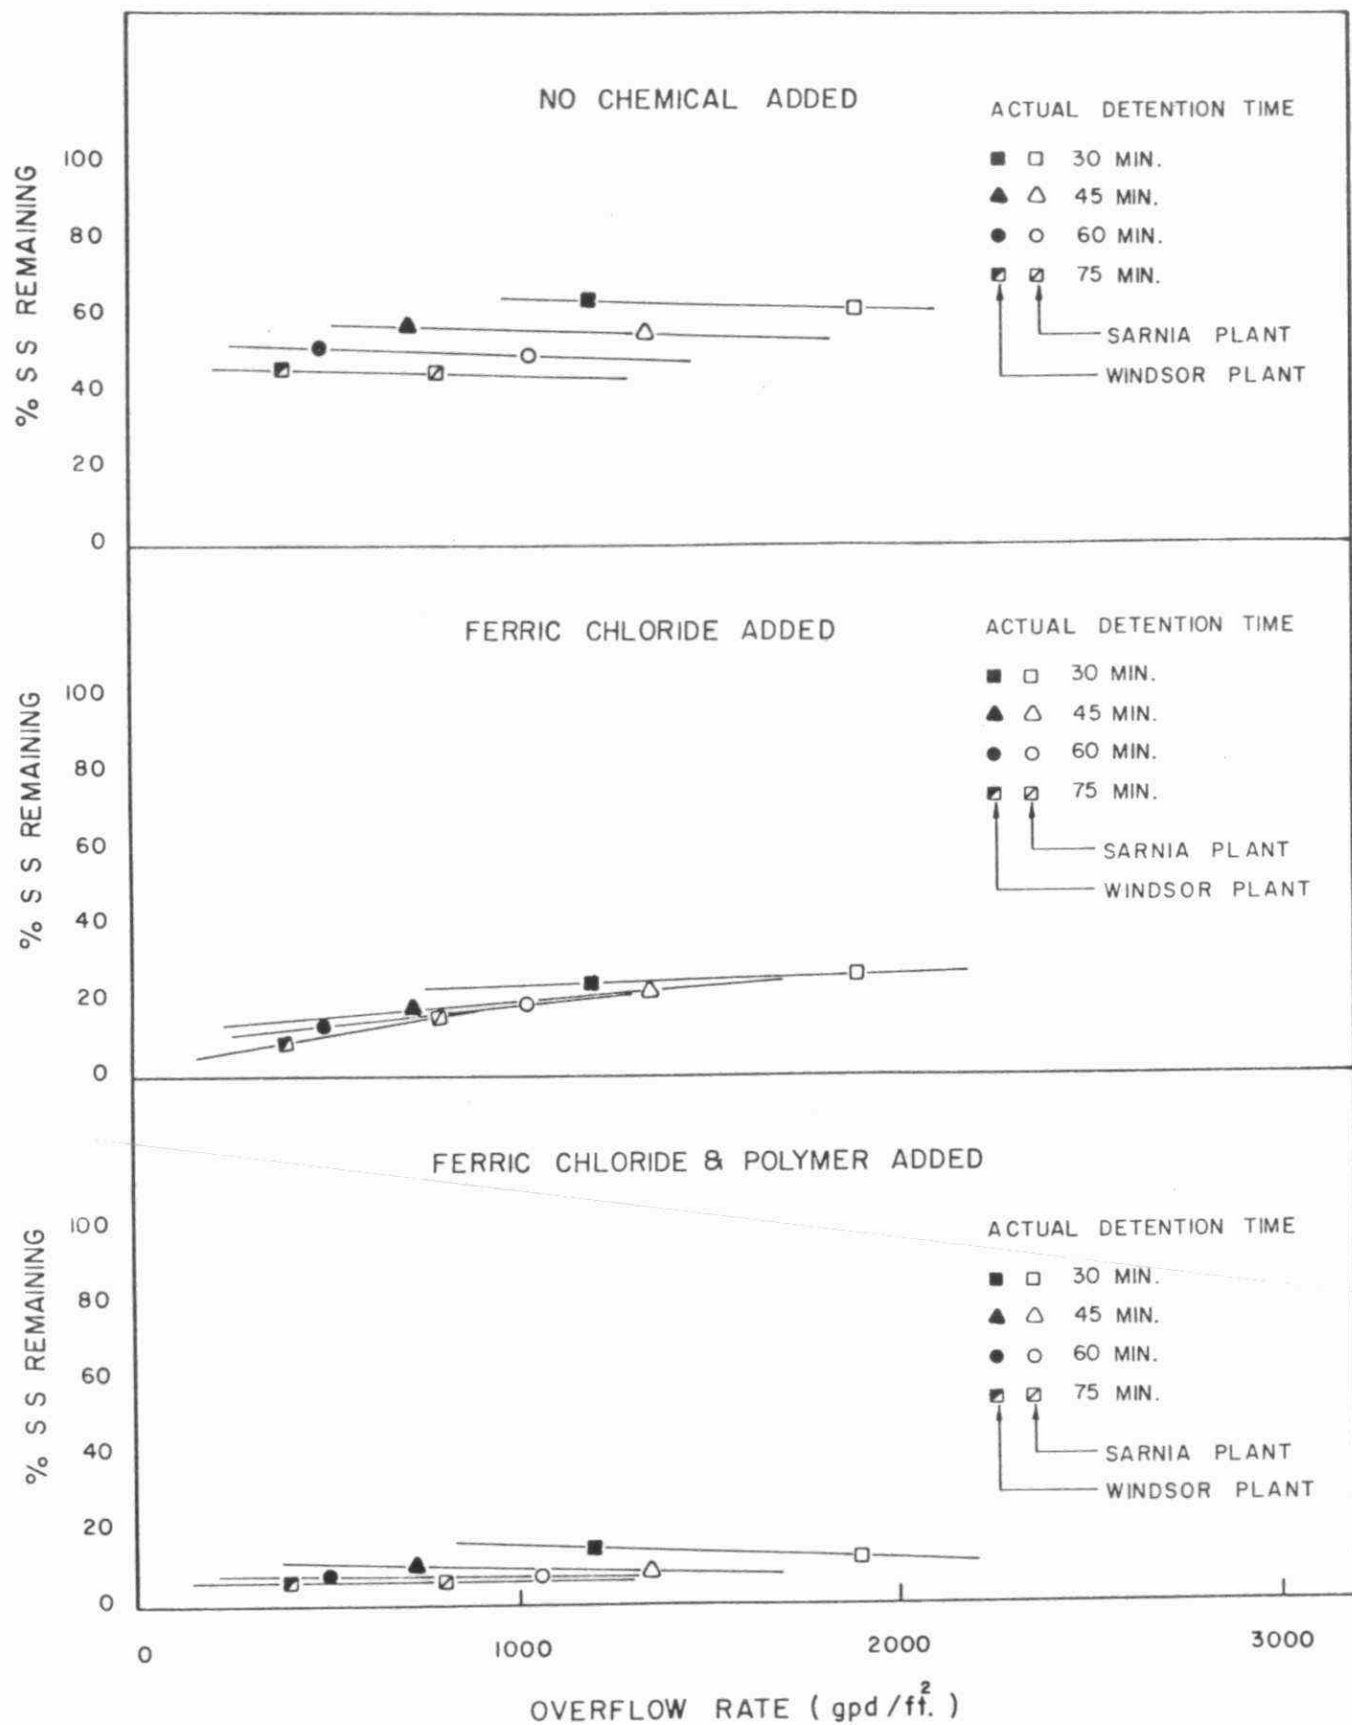 NO CHEMICAL ADDED
ACTUAL DETENTION TIME
30 MIN.
45 MIN.
60 MIN.
75 MIN.
SARNIA PLANT
WINDSOR PLANT
% S S REMAINING
100
80
60
40
20
0
FERRIC CHLORIDE ADDED
ACTUAL DETENTION TIME
30 MIN.
45 MIN.
60 MIN.
75 MIN.
SARNIA PLANT
WINDSOR PLANT
% S S REMAINING
100
80
60
40
20
0
FERRIC CHLORIDE & POLYMER ADDED
ACTUAL DETENTION TIME
30 MIN.
45 MIN.
60 MIN.
75 MIN.
SARNIA PLANT
WINDSOR PLANT
% S S REMAINING
100
80
60
40
20
0
0 1000 2000 3000
OVERFLOW RATE ( gpd/ft.² )